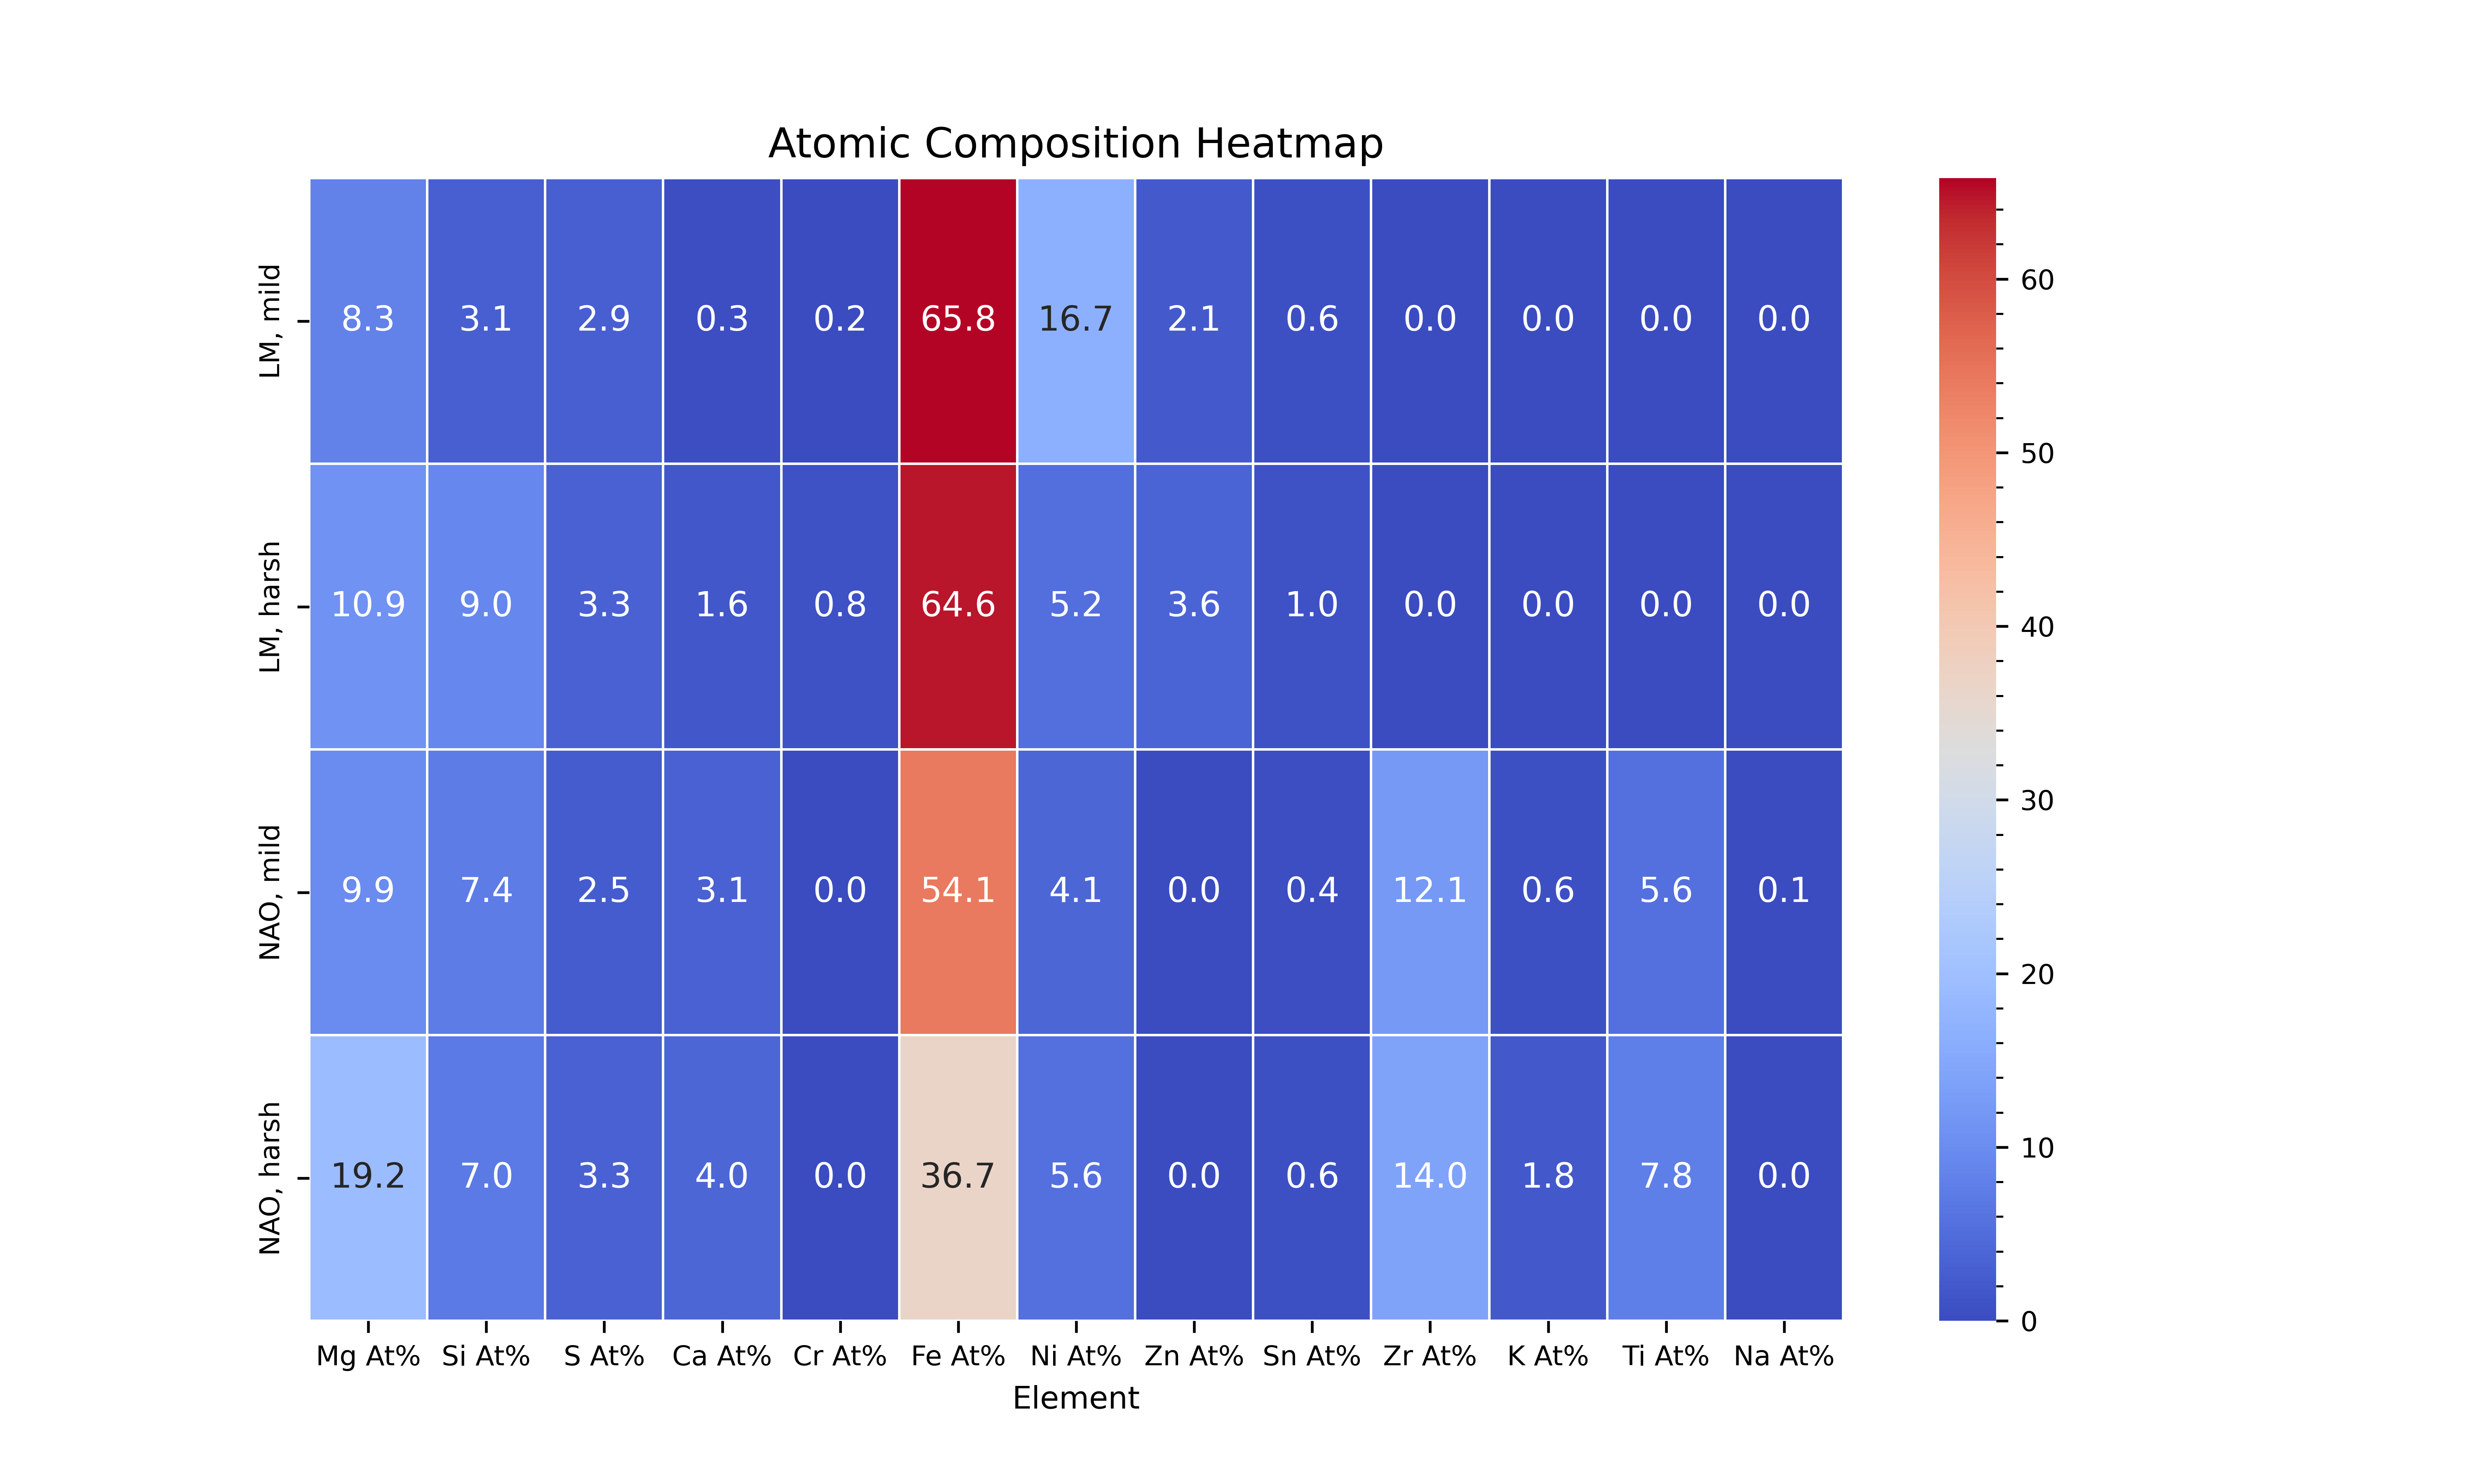 Atomic Composition Heatmap
LM, mild
8.3 3.1 2.9 0.3 0.2 65.8 16.7 2.1 0.6 0.0 0.0 0.0 0.0
LM, harsh
10.9 9.0 3.3 1.6 0.8 64.6 5.2 3.6 1.0 0.0 0.0 0.0 0.0
NAO, mild
9.9 7.4 2.5 3.1 0.0 54.1 4.1 0.0 0.4 12.1 0.6 5.6 0.1
NAO, harsh
19.2 7.0 3.3 4.0 0.0 36.7 5.6 0.0 0.6 14.0 1.8 7.8 0.0
Mg At% Si At% S At% Ca At% Cr At% Fe At% Ni At% Zn At% Sn At% Zr At% K At% Ti At% Na At%
Element
60
50
40
30
20
10
0